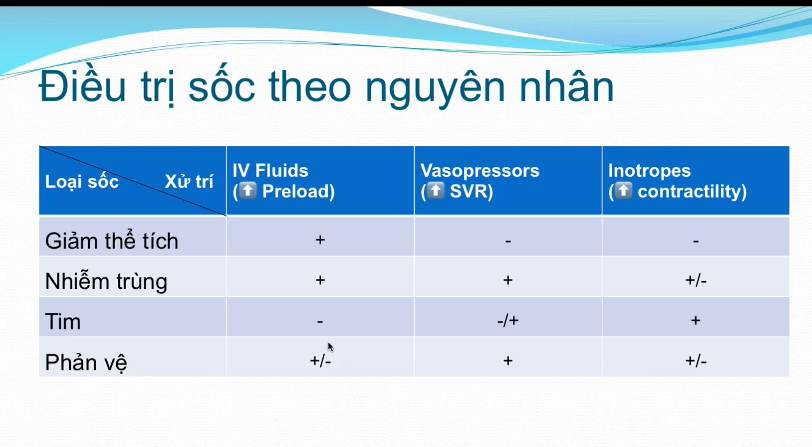 Điều trị sốc theo nguyên nhân
Loại sốc Xử trí
IV Fluids
(⬆ Preload)
Vasopressors
(⬆ SVR)
Inotropes
(⬆ contractility)
Giảm thể tích + - -
Nhiễm trùng + + +/-
Tim - -/+ +
Phản vệ +/- + +/-